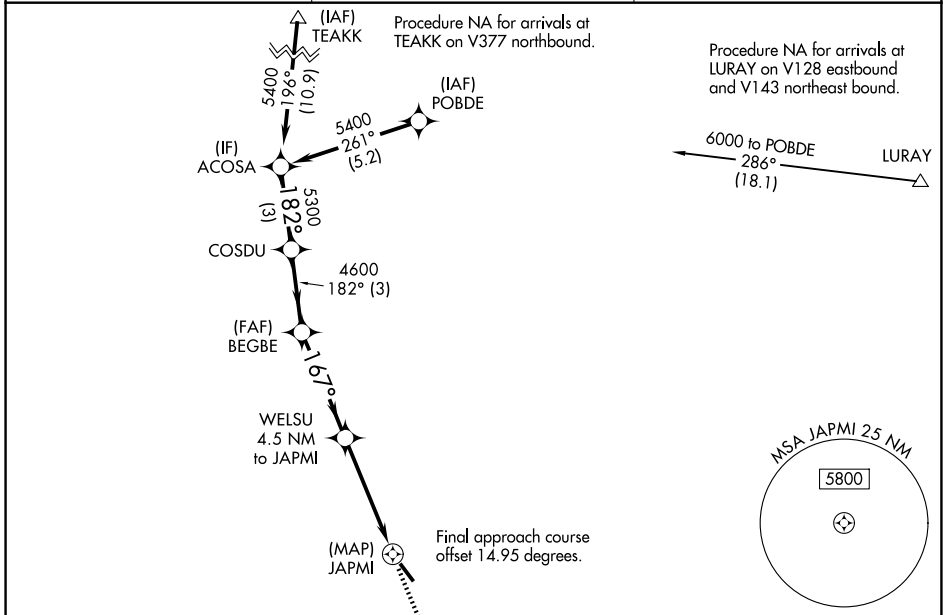 (IAF)
TEAKK
Procedure NA for arrivals at
TEAKK on V377 northbound.
5400
196°
(10.9)
(IAF)
POBDE
5400
261°
(5.2)
Procedure NA for arrivals at
LURAY on V128 eastbound
and V143 northeast bound.
6000 to POBDE
286°
(18.1)
LURAY
(IF)
ACOSA
5300
182°
(3)
COSDU
4600
182° (3)
(FAF)
BEGBE
167°
WELSU
4.5 NM
to JAPMI
(MAP)
JAPMI
Final approach course
offset 14.95 degrees.
MSA JAPMI 25 NM
5800